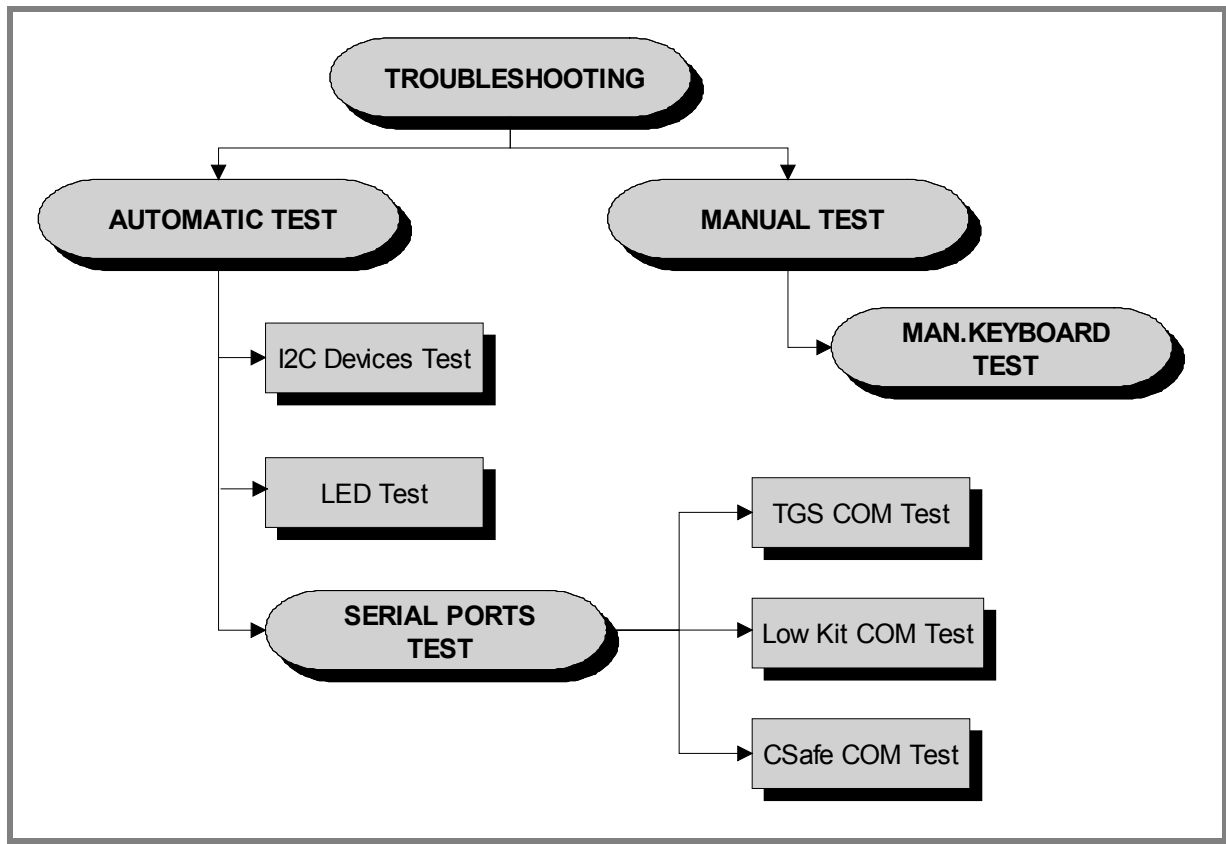 TROUBLESHOOTING
AUTOMATIC TEST
MANUAL TEST
MAN.KEYBOARD
TEST
I2C Devices Test
LED Test
SERIAL PORTS
TEST
TGS COM Test
Low Kit COM Test
CSafe COM Test